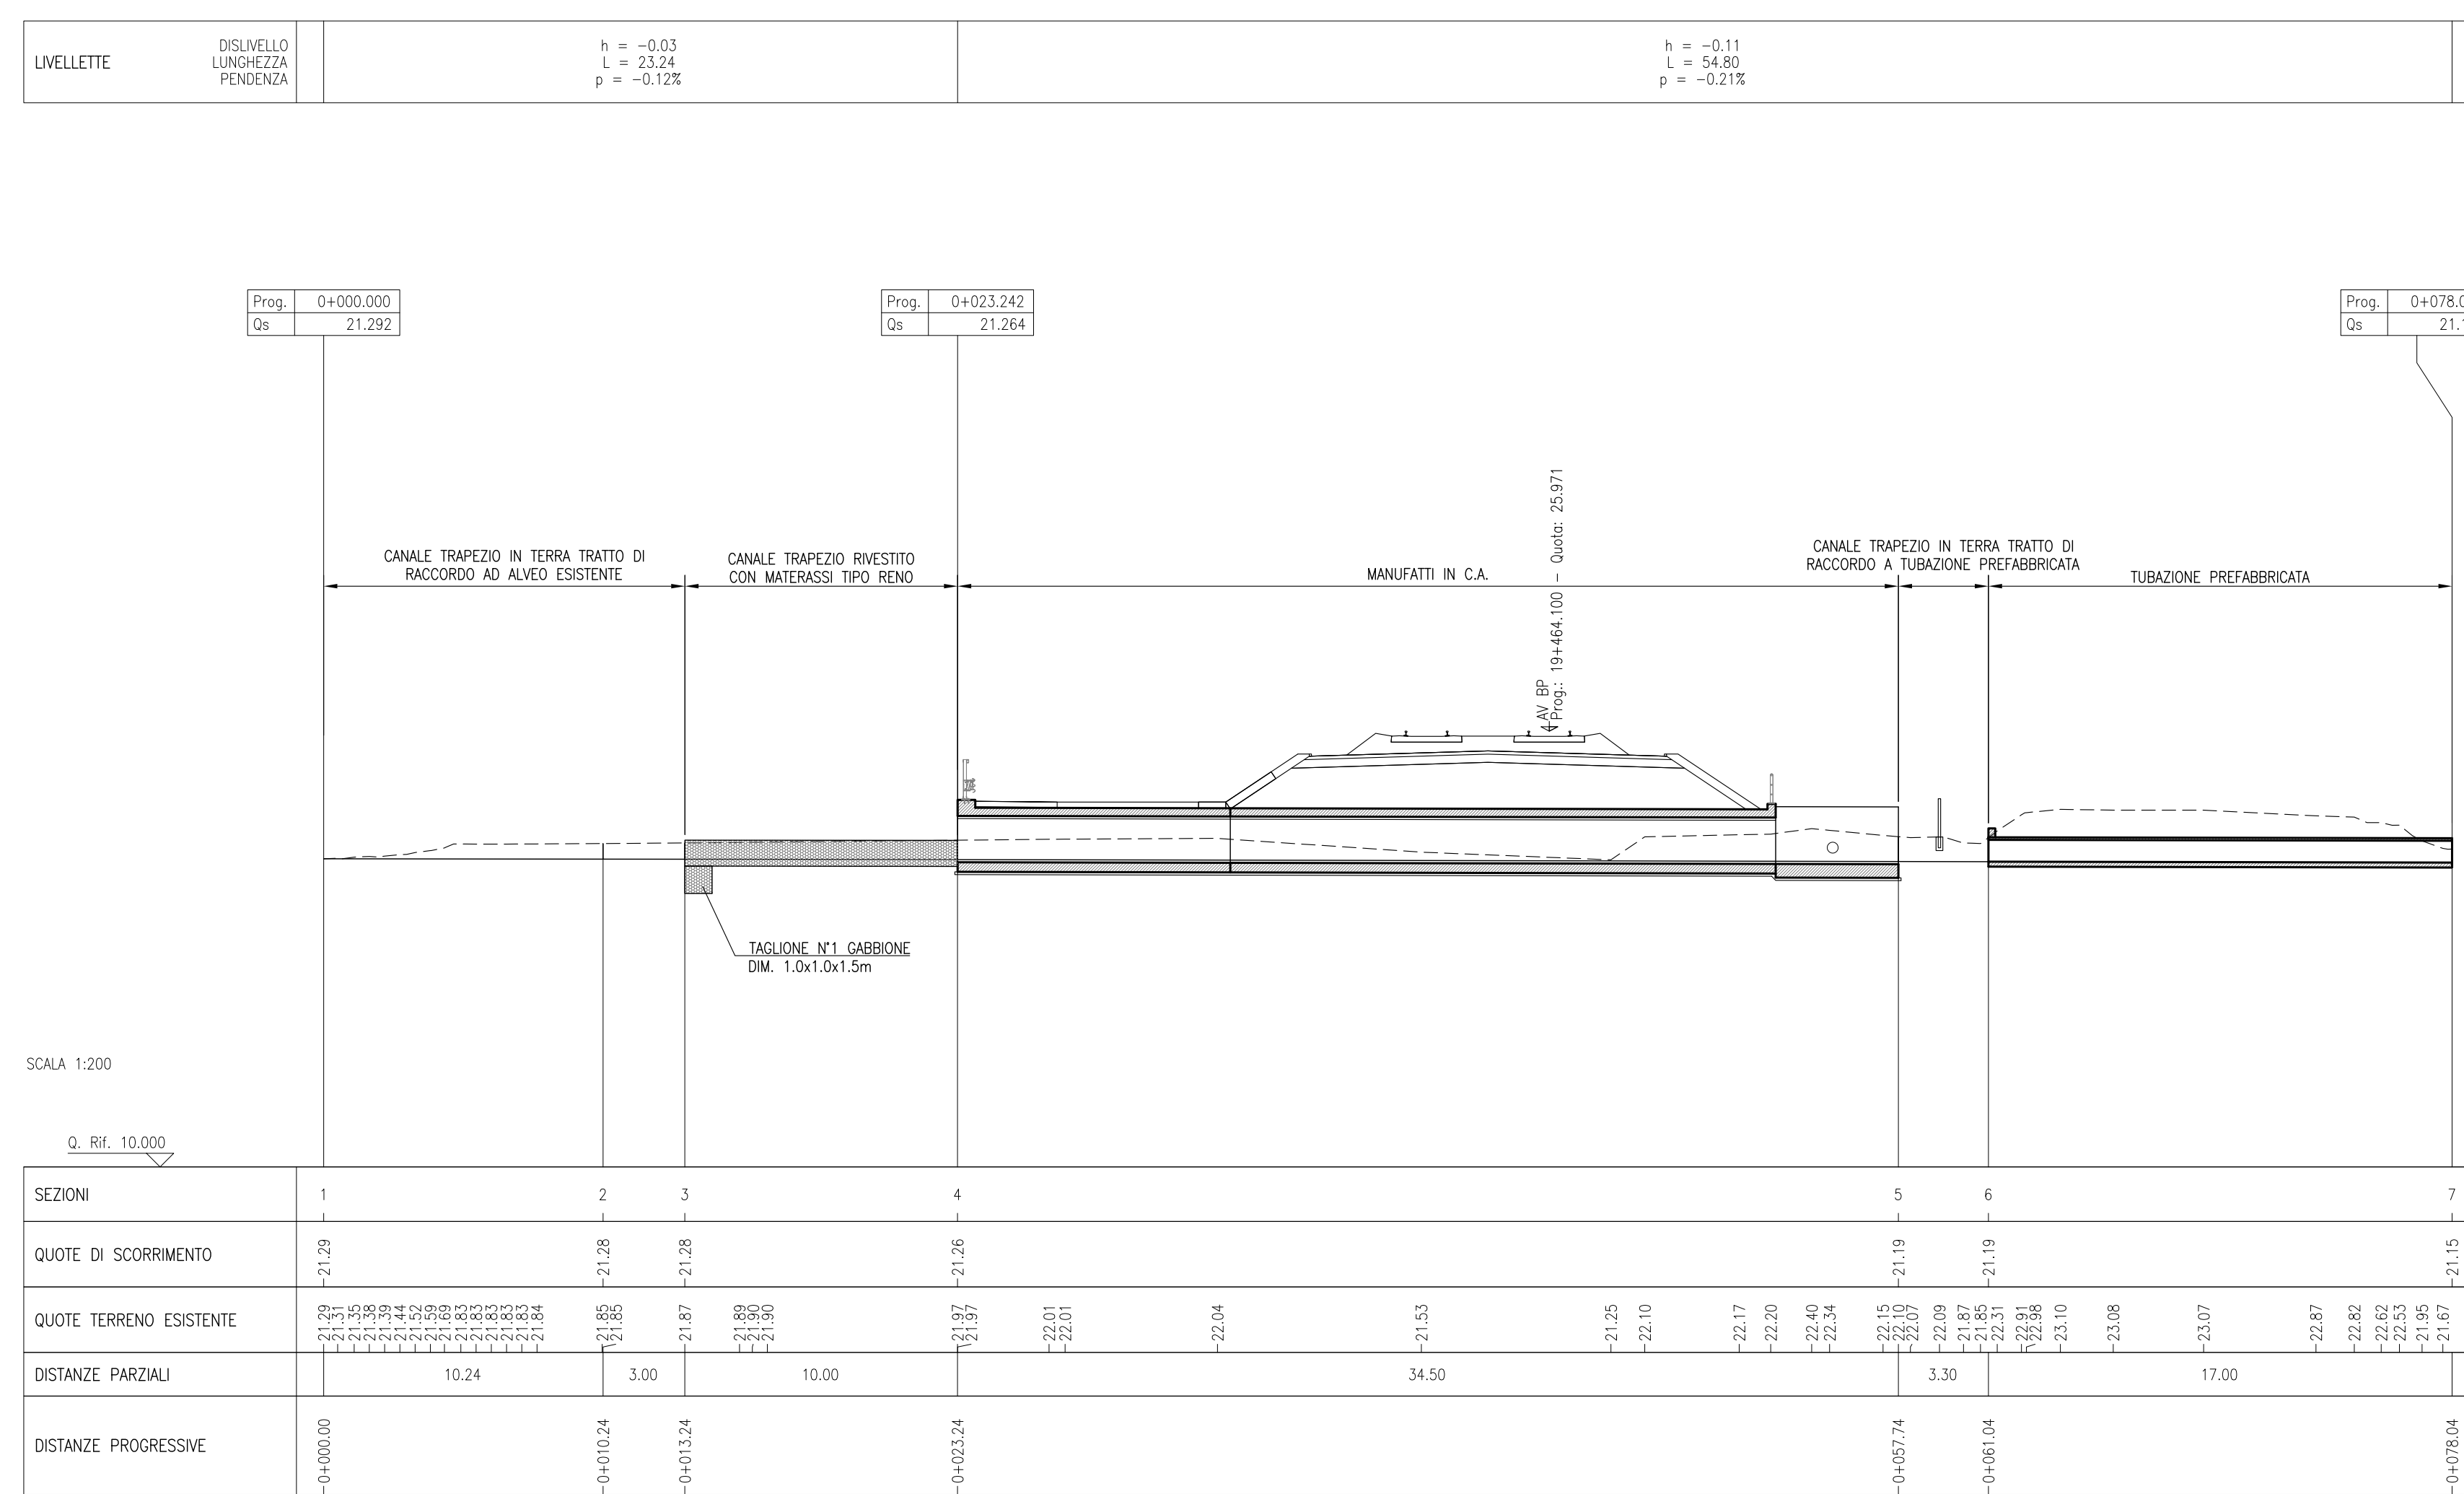 LIVELLETTE
DISLIVELLO
LUNGHEZZA
PENDENZA
h = -0.03
L = 23.24
p = -0.12%
h = -0.11
L = 54.80
p = -0.21%
Prog. 0+000.000
Qs 21.292
Prog. 0+023.242
Qs 21.264
Prog. 0+078.0
Qs 21.1
CANALE TRAPEZIO IN TERRA TRATTO DI
RACCORDO AD ALVEO ESISTENTE
CANALE TRAPEZIO RIVESTITO
CON MATERASSI TIPO RENO
MANUFATTI IN C.A.
AV BP
Prog.: 19+464.100 - Quota: 25.971
CANALE TRAPEZIO IN TERRA TRATTO DI
RACCORDO A TUBAZIONE PREFABBRICATA
TUBAZIONE PREFABBRICATA
TAGLIONE N°1 GABBIONE
DIM. 1.0x1.0x1.5m
SCALA 1:200
Q. Rif. 10.000
SEZIONI 1 2 3 4 5 6 7
QUOTE DI SCORRIMENTO 21.29 21.28 21.28 21.26 21.19 21.19 21.15
QUOTE TERRENO ESISTENTE 21.29 21.31 21.35 21.38 21.39 21.44 21.52 21.59 21.69 21.83 21.83 21.83 21.83 21.83 21.84 21.85 21.85 21.87 21.89 21.90 21.90 21.97 21.97 22.01 22.01 22.04 21.53 21.25 22.10 22.17 22.20 22.40 22.34 22.15 22.10 22.07 22.09 21.87 21.85 22.31 22.91 22.98 23.10 23.08 23.07 22.87 22.82 22.62 22.53 21.95 21.67
DISTANZE PARZIALI 10.24 3.00 10.00 34.50 3.30 17.00
DISTANZE PROGRESSIVE 0+000.00 0+010.24 0+013.24 0+023.24 0+057.74 0+061.04 0+078.04